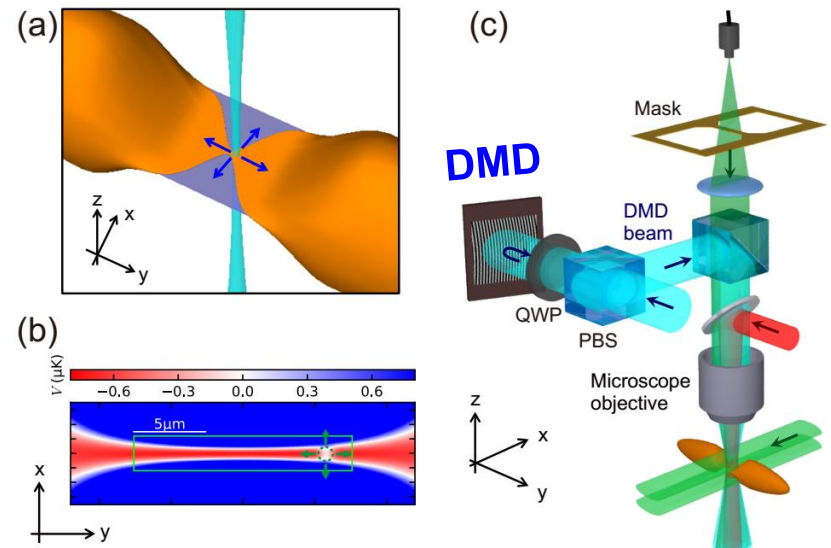 (a)
z
x
y
(b)
V (μK)
−0.6 −0.3 0.0 0.3 0.6
5μm
x
y
(c)
Mask
DMD
DMD
beam
QWP
PBS
Microscope
objective
z
x
y